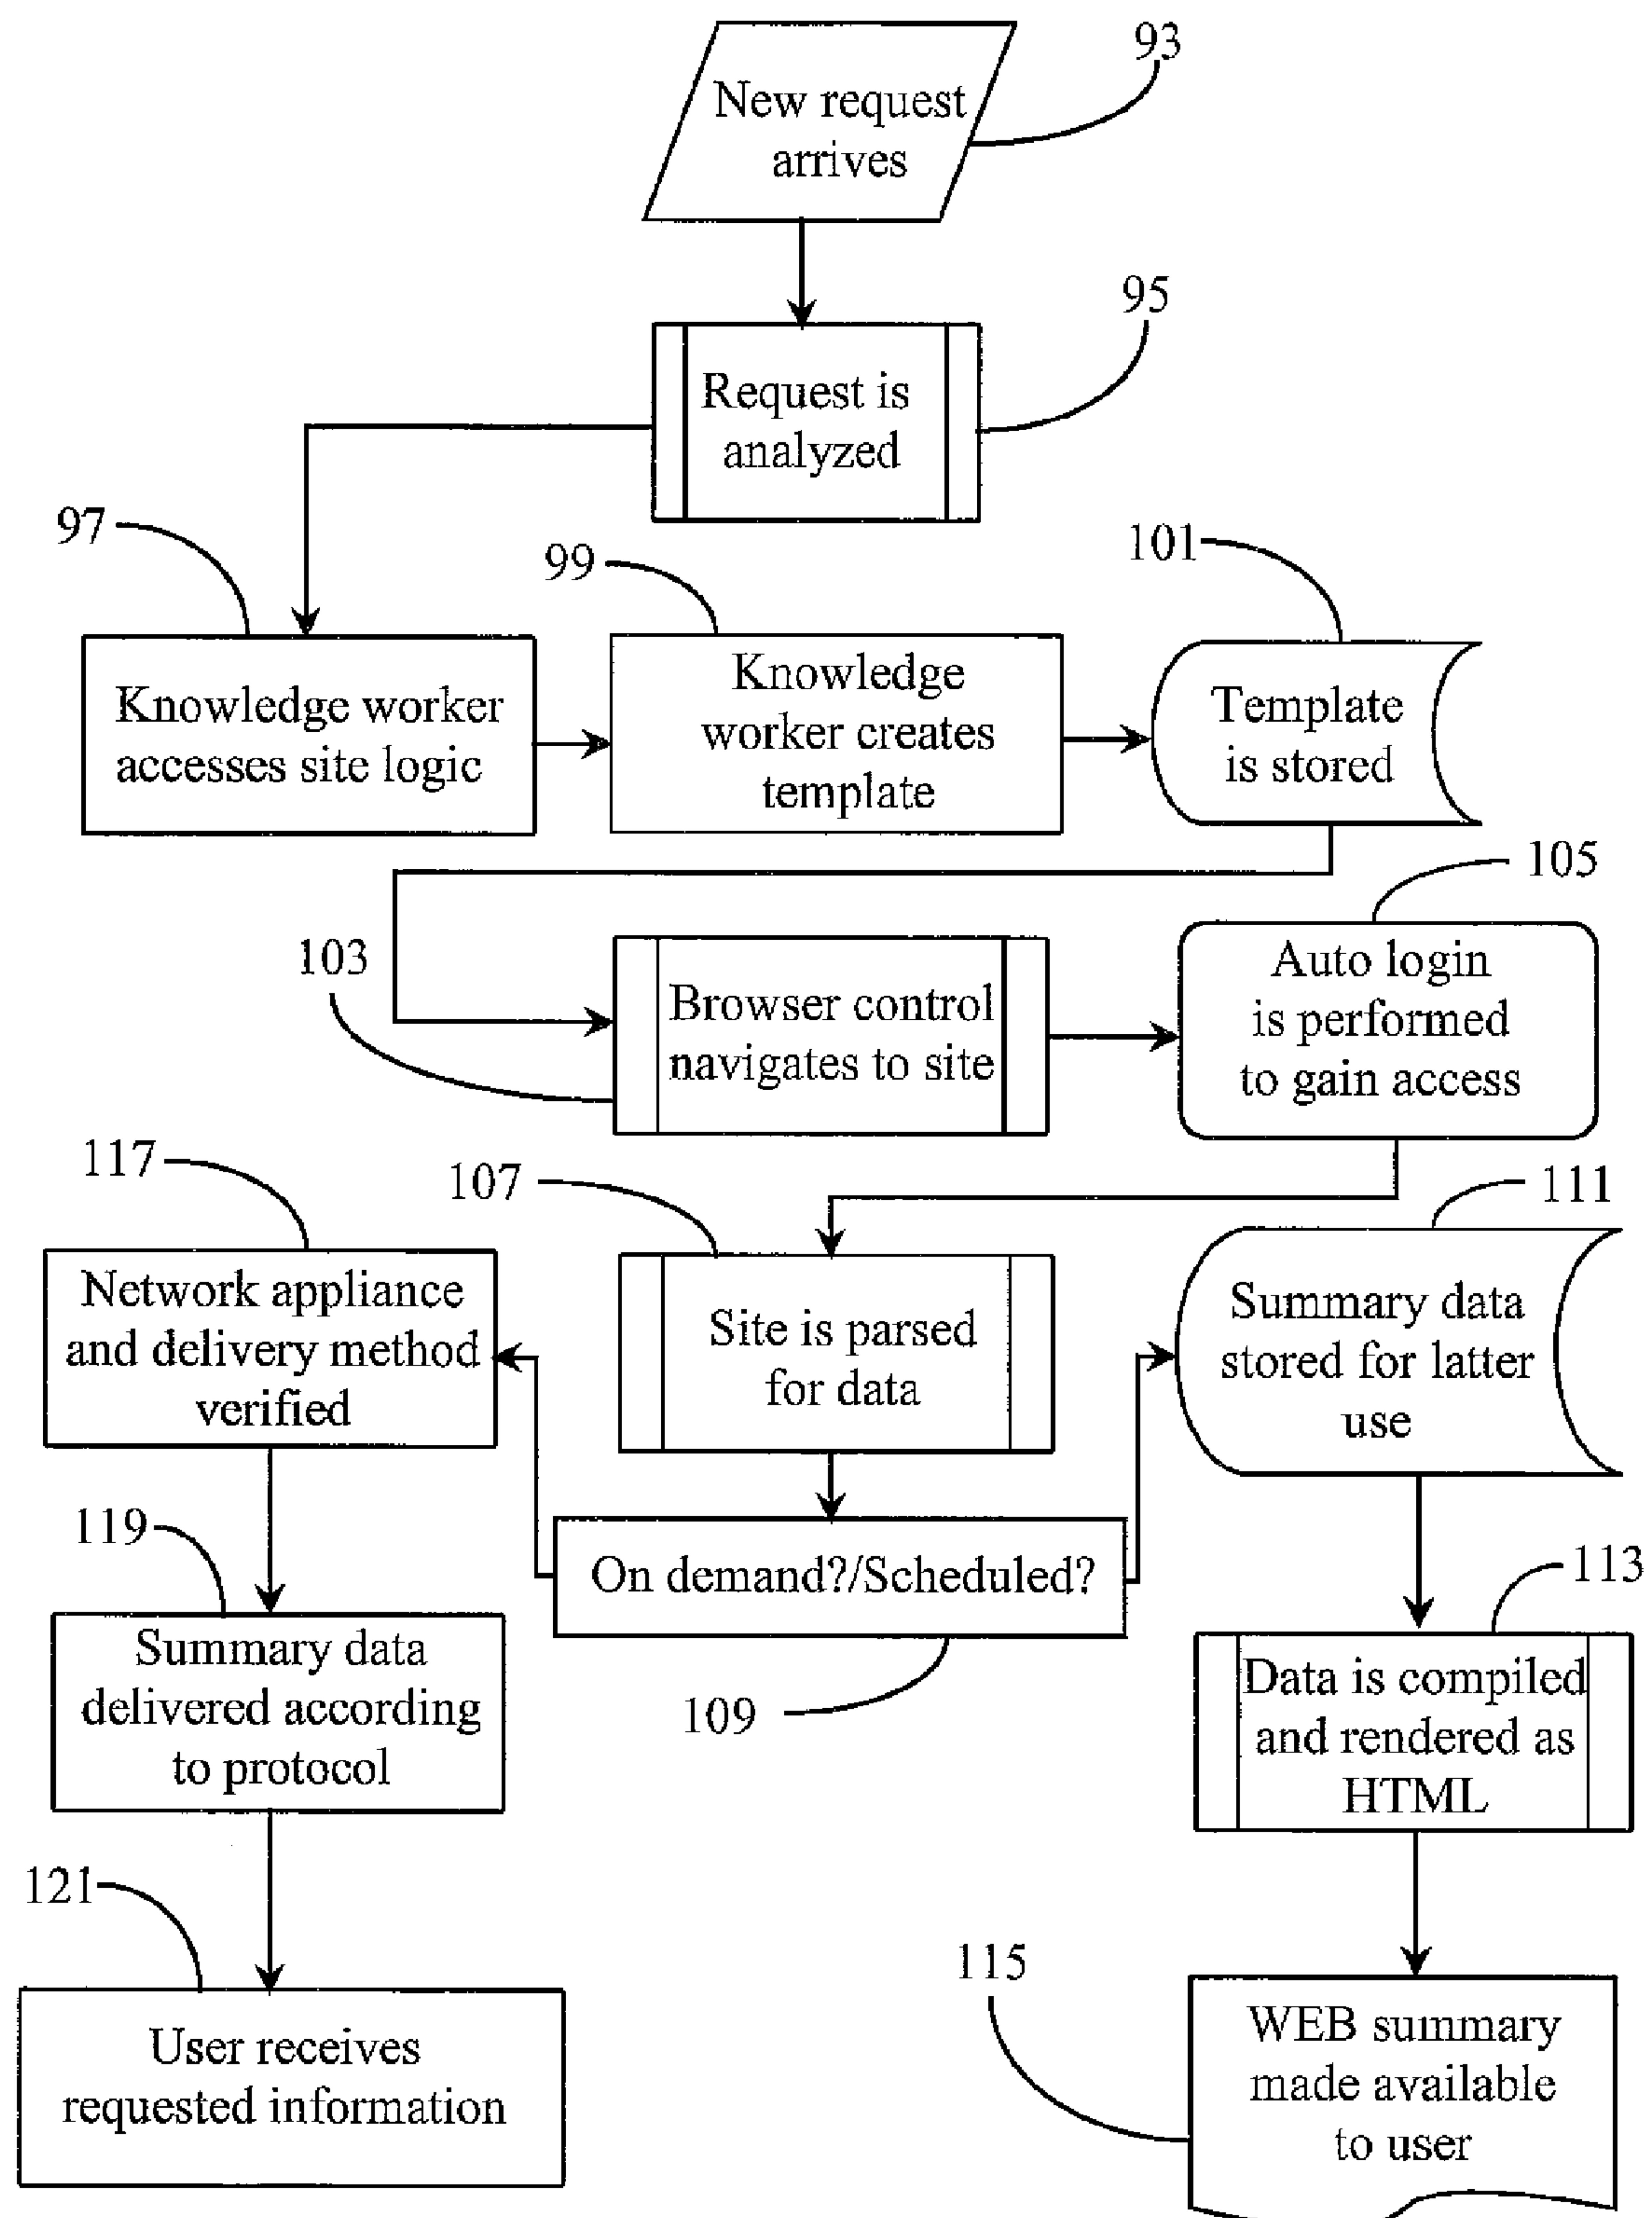 93
New request
arrives
95
Request is
analyzed
97
99
101
Knowledge worker
accesses site logic
Knowledge
worker creates
template
Template
is stored
105
103
Browser control
navigates to site
Auto login
is performed
to gain access
117
107
111
Network appliance
and delivery method
verified
Site is parsed
for data
Summary data
stored for latter
use
119
On demand?/Scheduled?
113
Summary data
delivered according
to protocol
109
Data is compiled
and rendered as
HTML
121
115
User receives
requested information
WEB summary
made available
to user